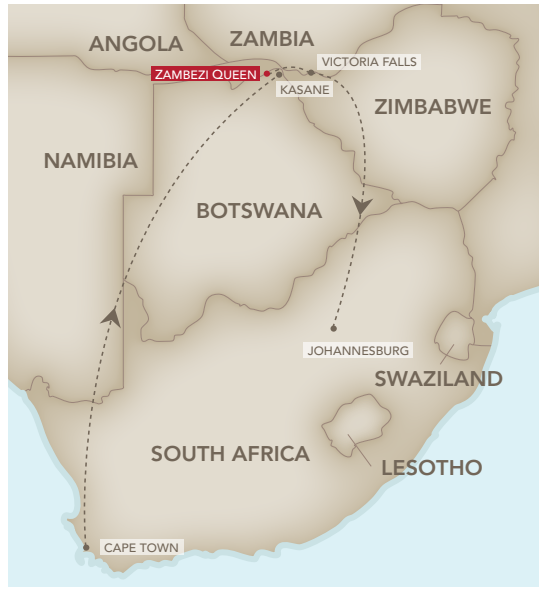 ANGOLA
ZAMBIA
VICTORIA FALLS
ZAMBEZI QUEEN
KASANE
ZIMBABWE
NAMIBIA
BOTSWANA
JOHANNESBURG
SWAZILAND
SOUTH AFRICA
LESOTHO
CAPE TOWN